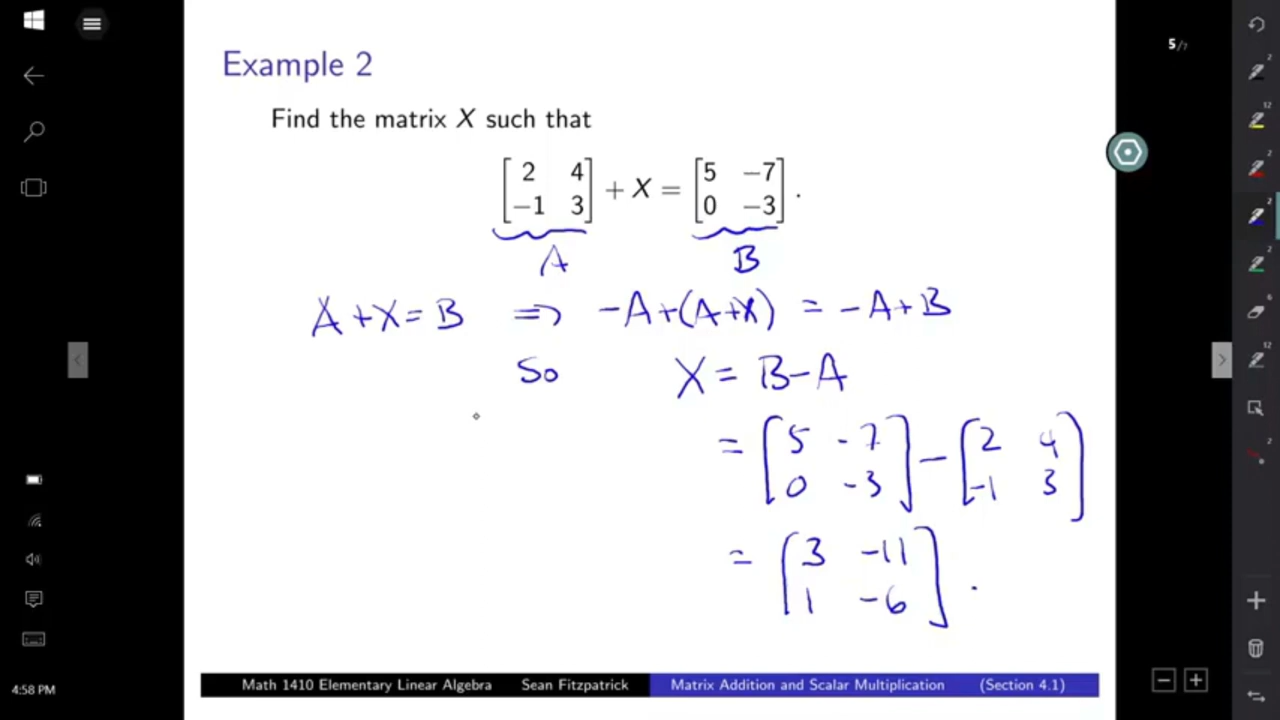 5/7
Example 2
Find the matrix X such that
[2 4; −1 3] + X = [5 −7; 0 −3].
A B
A+X=B ⇒ -A+(A+X) = -A+B
So X = B-A
= [5 -7; 0 -3] - [2 4; -1 3]
= [3 -11; 1 -6].
4:58 PM
Math 1410 Elementary Linear Algebra Sean Fitzpatrick Matrix Addition and Scalar Multiplication (Section 4.1)